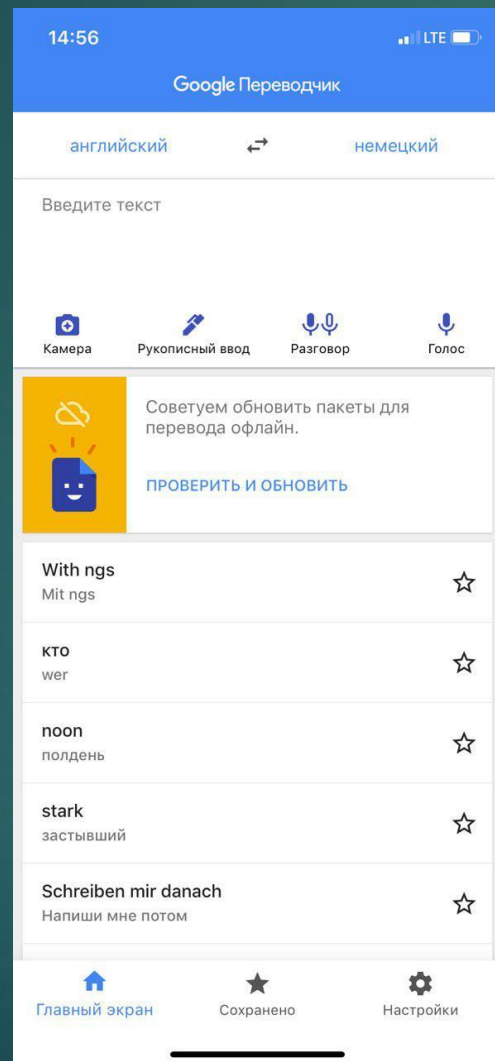 14:56 LTE
Google Переводчик
английский немецкий
Введите текст
Камера Рукописный ввод Разговор Голос
Советуем обновить пакеты для
перевода офлайн.
ПРОВЕРИТЬ И ОБНОВИТЬ
With ngs
Mit ngs
кто
wer
noon
полдень
stark
застывший
Schreiben mir danach
Напиши мне потом
Главный экран Сохранено Настройки